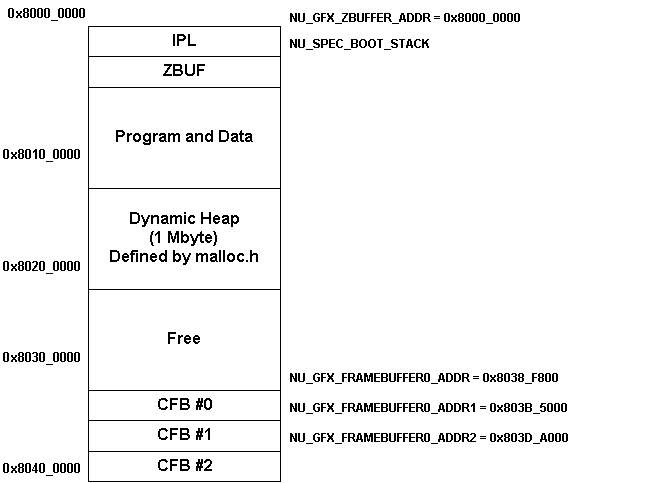 0x8000_0000
NU_GFX_ZBUFFER_ADDR = 0x8000_0000
IPL
NU_SPEC_BOOT_STACK
ZBUF
Program and Data
0x8010_0000
Dynamic Heap
(1 Mbyte)
Defined by malloc.h
0x8020_0000
Free
0x8030_0000
NU_GFX_FRAMEBUFFER0_ADDR = 0x8038_F800
CFB #0
NU_GFX_FRAMEBUFFER0_ADDR1 = 0x803B_5000
CFB #1
NU_GFX_FRAMEBUFFER0_ADDR2 = 0x803D_A000
CFB #2
0x8040_0000